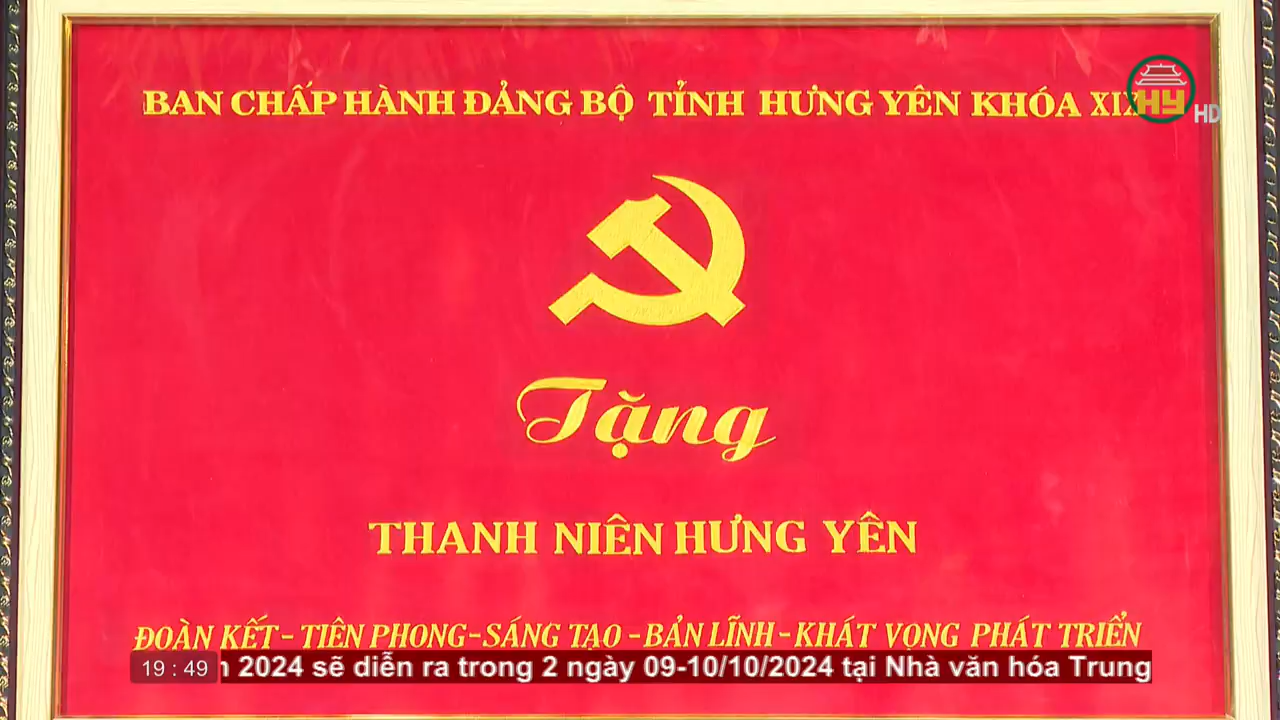 BAN CHẤP HÀNH ĐẢNG BỘ TỈNH HƯNG YÊN KHÓA XIX
HY HD
Tặng
THANH NIÊN HƯNG YÊN
ĐOÀN KẾT - TIÊN PHONG - SÁNG TẠO - BẢN LĨNH - KHÁT VỌNG PHÁT TRIỂN
19 : 49 2024 sẽ diễn ra trong 2 ngày 09-10/10/2024 tại Nhà văn hóa Trung